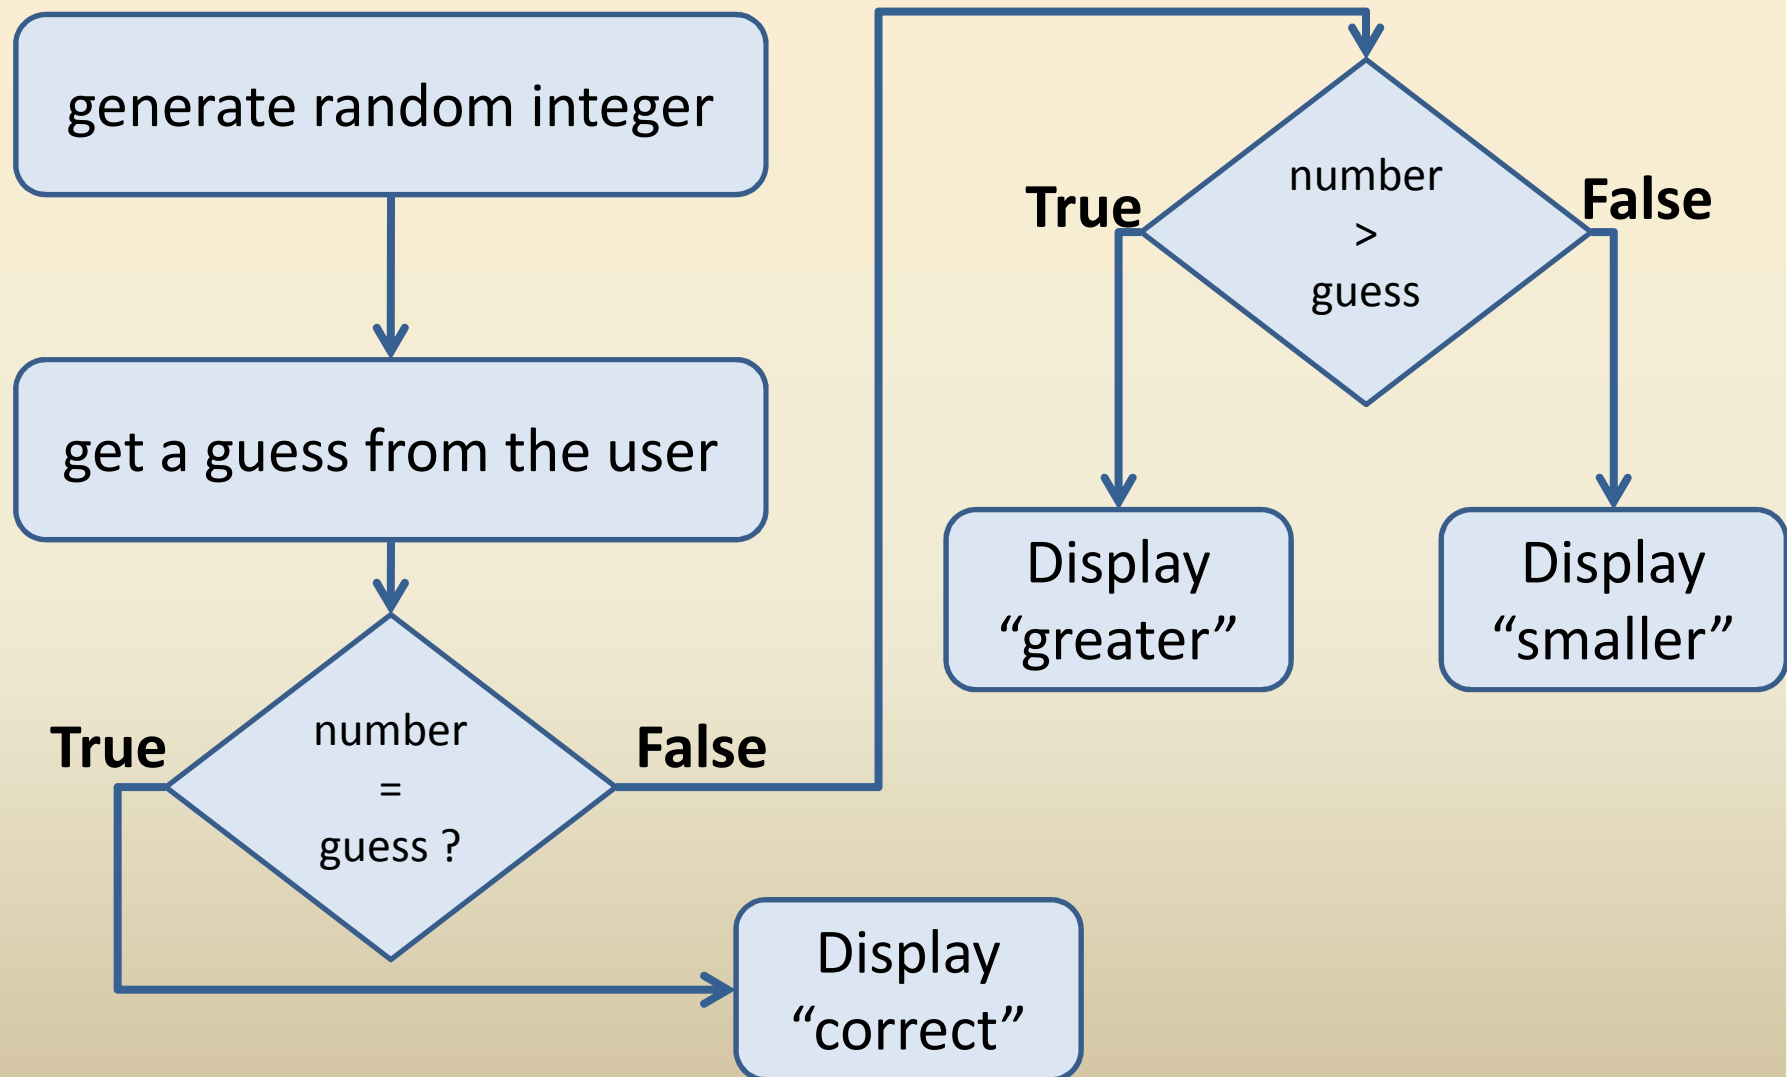 generate random integer
get a guess from the user
number
=
guess ?
True
False
Display
“correct”
number
>
guess
True
False
Display
“greater”
Display
“smaller”